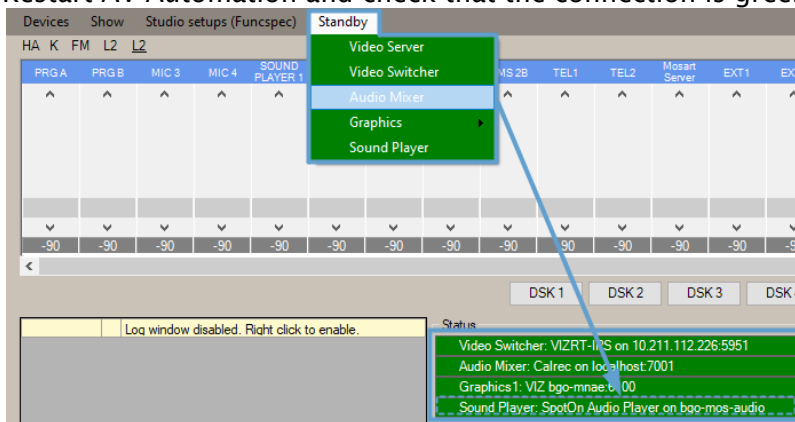 Restart AV Automation and check that the connection is gree
Devices Show Studio setups (Funcspec) Standby
HA K FM L2 L2
Video Server
Video Switcher
Audio Mixer
Graphics
Sound Player
PRG A PRG B MIC 3 MIC 4 SOUND PLAYER 1 MS 2B TEL1 TEL2 Mosart Server EXT1 EX
-90 -90 -90 -90 -90 -90 -90 -90 -90 -90 -90 -90 -90 -9
DSK 1 DSK 2 DSK 3 DSK
Log window disabled. Right click to enable.
Status
Video Switcher: VIZRT-IPS on 10.211.112.226:5951
Audio Mixer: Calrec on localhost:7001
Graphics1: VIZ bgo-mnae:6100
Sound Player: SpotOn Audio Player on bgo-mos-audio